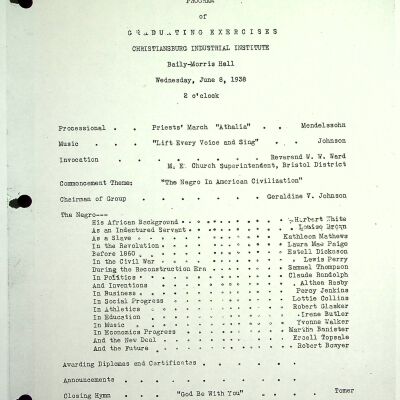 PROGRAM
of
GRADUATING EXERCISES
CHRISTIANSBURG INDUSTRIAL INSTITUTE
Baily-Morris Hall
Wednesday, June 8, 1938
2 o'clock
Processional . . Priests' March "Athalia" . . Mendelssohn
Music . . . "Lift Every Voice and Sing" . . Johnson
Invocation . . . . . . . . Reverend M. W. Ward
M. E. Church Superintendent, Bristol District
Commencement Theme: "The Negro In American Civilization"
Chairman of Group . . . . . . . Geraldine V. Johnson
The Negro---
His African Background . . . . . . . . . Herbert White
As an Indentured Servant . . . . . . . . Louise Brown
As a Slave . . . . . . . . . . . Kathleen Mathews
In the Revolution . . . . . . . . . Laura Mae Paige
Before 1860 . . . . . . . . . . . Estell Dickason
In the Civil War . . . . . . . . . . Lewis Perry
During the Reconstruction Era . . . . . . Samuel Thompson
In Politics . . . . . . . . . . . Claude Randolph
And Inventions . . . . . . . . . . Althea Rosby
In Business . . . . . . . . . . . Percy Jenkins
In Social Progress . . . . . . . . . Lottie Collins
In Athletics . . . . . . . . . . . Robert Glasker
In Education . . . . . . . . . . . Irene Butler
In Music . . . . . . . . . . . . Yvonne Walker
In Economics Progress . . . . . . . . Martha Banister
And the New Deal . . . . . . . . . Ersell Topsale
And the Future . . . . . . . . . . Robert Bowyer
Awarding Diplomas and Certificates . . . . . . .
Announcements . . . . . . . . . .
Closing Hymn . . . "God Be With You" . . . Tomer